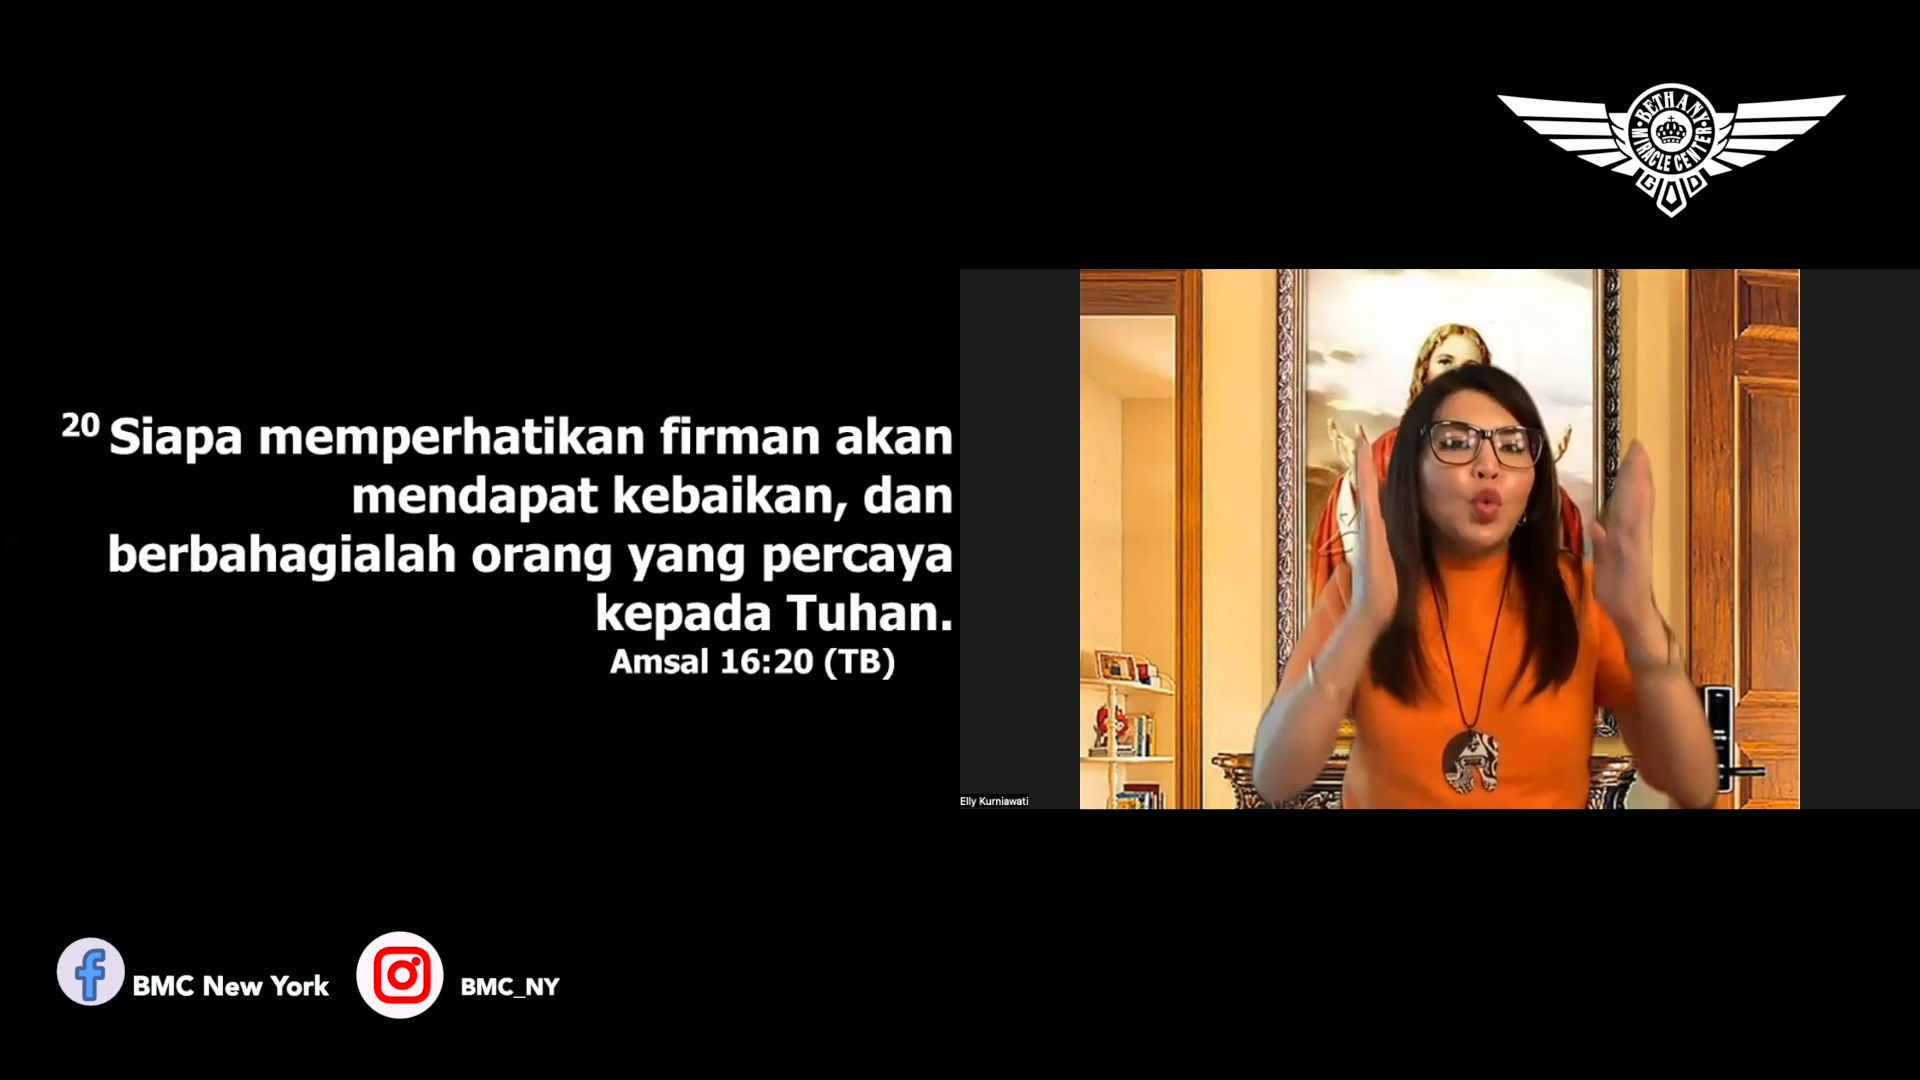 BETHANY
MIRACLE CENTER
GAD
20 Siapa memperhatikan firman akan
mendapat kebaikan, dan
berbahagialah orang yang percaya
kepada Tuhan.
Amsal 16:20 (TB)
Elly Kurniawati
BMC New York
BMC_NY